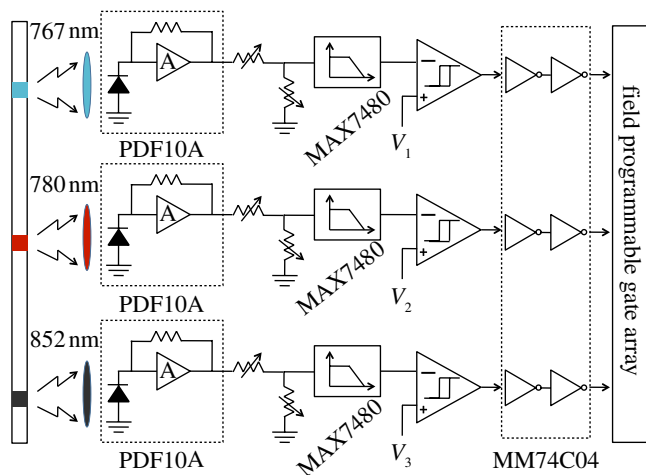 767 nm
A
PDF10A
MAX7480
V1
780 nm
A
PDF10A
MAX7480
V2
852 nm
A
PDF10A
MAX7480
V3
MM74C04
field programmable gate array